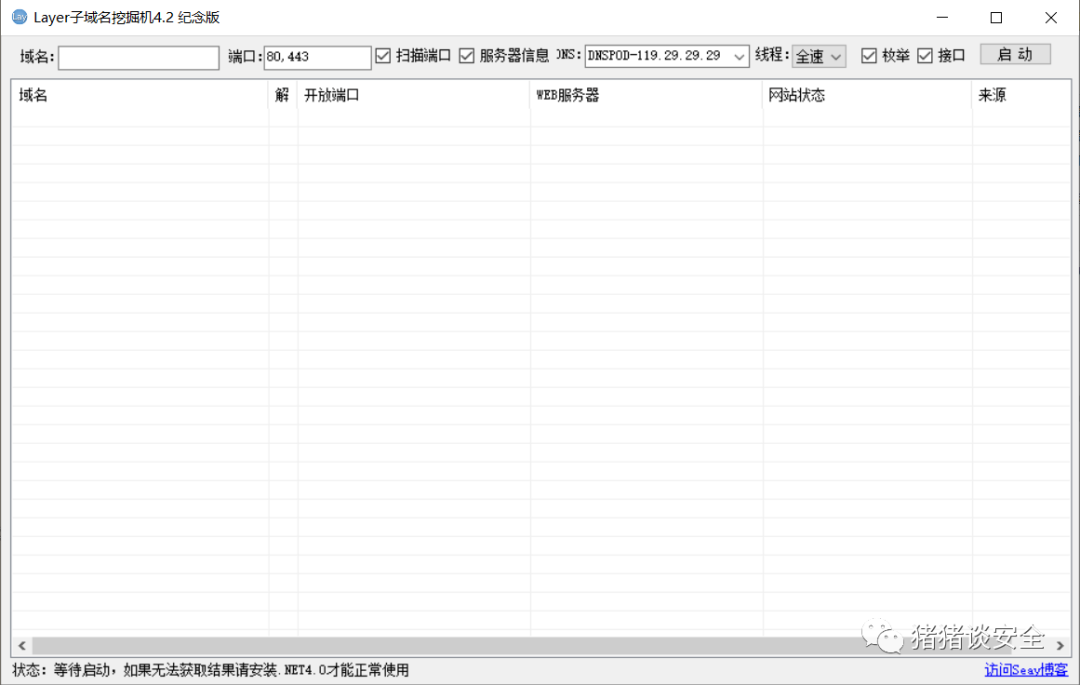 Layer子域名挖掘机4.2 纪念版
域名: 端口: 80,443 扫描端口 服务器信息 DNS: DNSPOD-119.29.29.29 线程: 全速 枚举 接口 启 动
域名 解 开放端口 WEB服务器 网站状态 来源
猪猪谈安全
状态: 等待启动，如果无法获取结果请安装.NET4.0才能正常使用 访问Seay博客